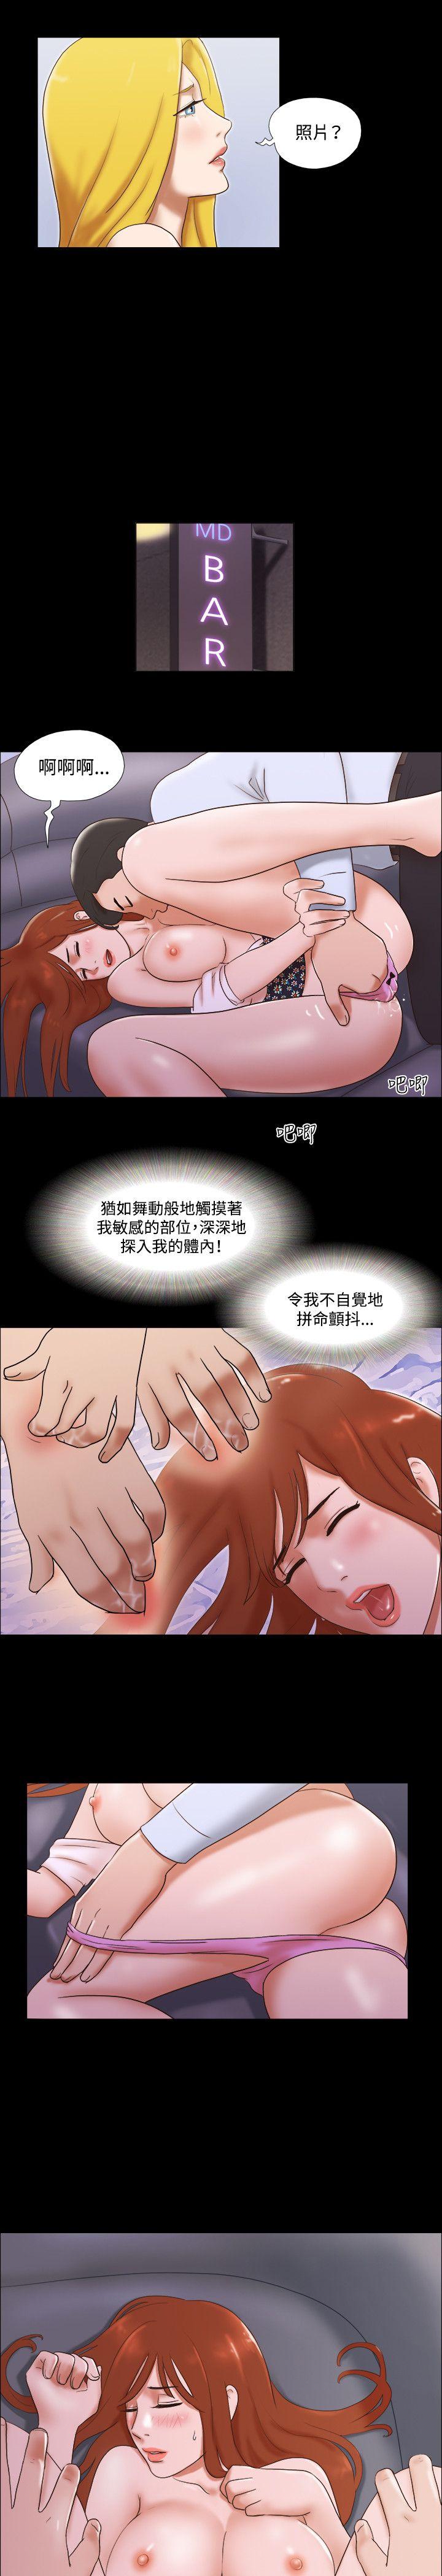 照片？
MD
B
A
R
啊啊啊...
吧唧
吧唧
猶如舞動般地觸摸著
我敏感的部位，深深地
探入我的體內！
令我不自覺地
拼命顫抖...